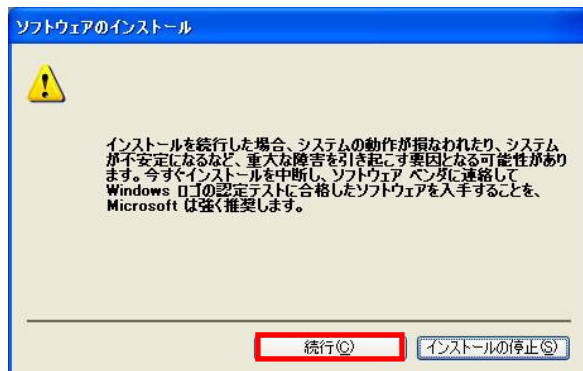 ソフトウェアのインストール
インストールを続行した場合、システムの動作が損なわれたり、システム
が不安定になるなど、重大な障害を引き起こす要因となる可能性があり
ます。今すぐインストールを中断し、ソフトウェア ベンダに連絡して
Windows ロゴの認定テストに合格したソフトウェアを入手することを、
Microsoft は強く推奨します。
続行(C) インストールの停止(S)